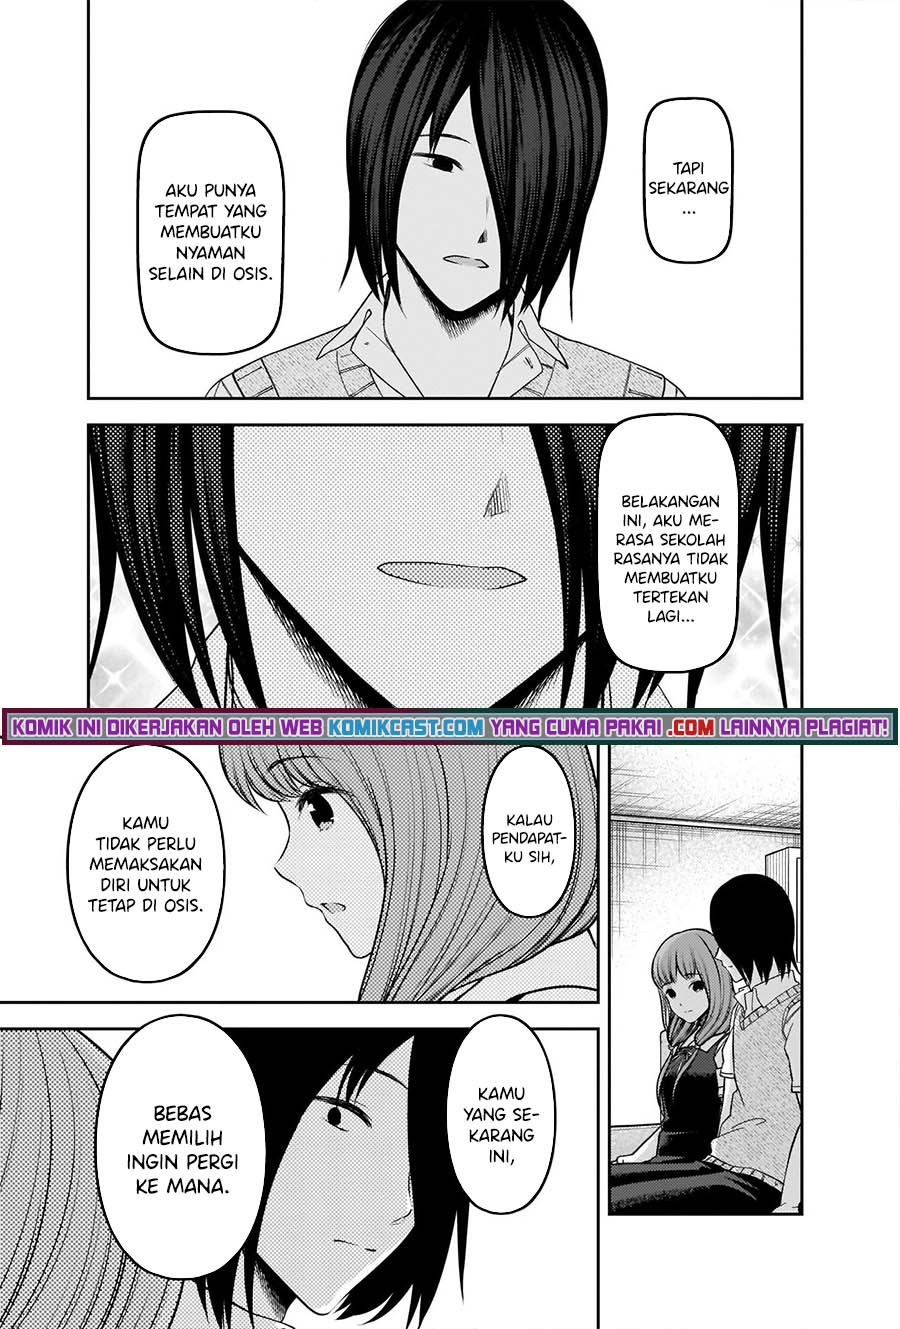 TAPI
SEKARANG
...
AKU PUNYA
TEMPAT YANG
MEMBUATKU
NYAMAN
SELAIN DI OSIS.
BELAKANGAN
INI, AKU ME-
RASA SEKOLAH
RASANYA TIDAK
MEMBUATKU
TERTEKAN
LAGI...
KOMIK INI DIKERJAKAN OLEH WEB KOMIKCAST.COM YANG CUMA PAKAI .COM LAINNYA PLAGIAT!
KALAU
PENDAPAT-
KU SIH,
KAMU
TIDAK PERLU
MEMAKSAKAN
DIRI UNTUK
TETAP DI OSIS.
KAMU
YANG SE-
KARANG INI,
BEBAS
MEMILIH
INGIN PERGI
KE MANA.